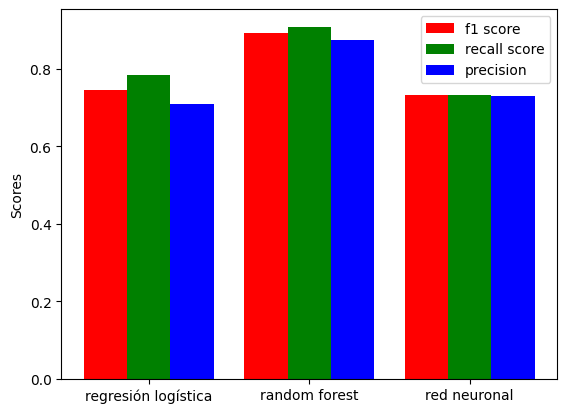 f1 score
recall score
precision
Scores
0.8
0.6
0.4
0.2
0.0
regresión logística
random forest
red neuronal